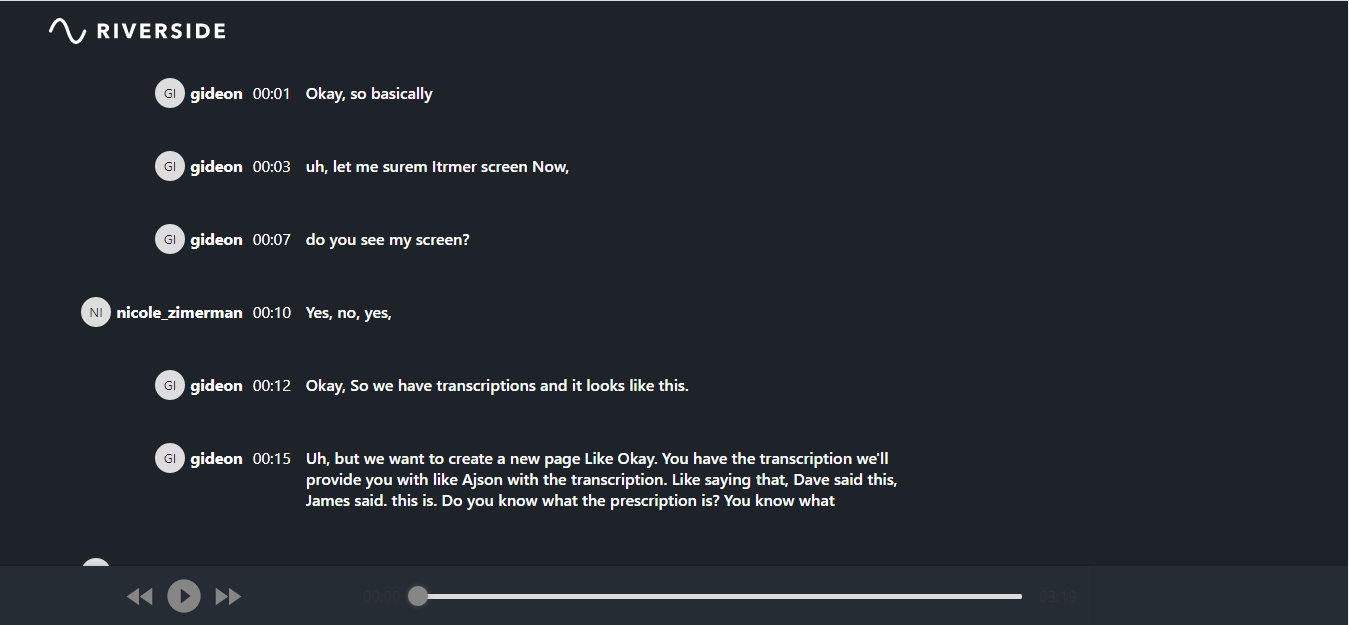 RIVERSIDE
GI gideon 00:01 Okay, so basically
GI gideon 00:03 uh, let me surem Itrmer screen Now,
GI gideon 00:07 do you see my screen?
NI nicole_zimerman 00:10 Yes, no, yes,
GI gideon 00:12 Okay, So we have transcriptions and it looks like this.
GI gideon 00:15 Uh, but we want to create a new page Like Okay. You have the transcription we'll
provide you with like Ajson with the transcription. Like saying that, Dave said this,
James said. this is. Do you know what the prescription is? You know what
00:00